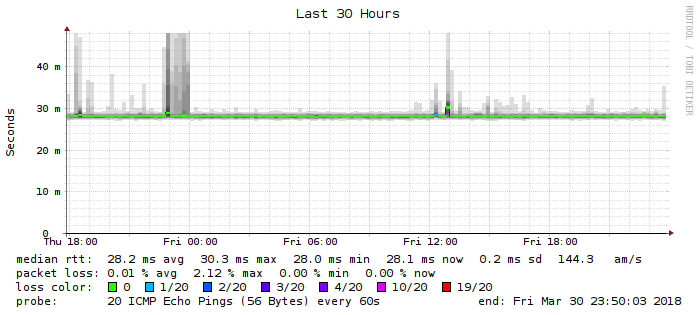 Last 30 Hours
RRDTOOL / TOBI OETIKER
Seconds
40 m
30 m
20 m
10 m
0
Thu 18:00 Fri 00:00 Fri 06:00 Fri 12:00 Fri 18:00
median rtt: 28.2 ms avg 30.3 ms max 28.0 ms min 28.1 ms now 0.2 ms sd 144.3 am/s
packet loss: 0.01 % avg 2.12 % max 0.00 % min 0.00 % now
loss color: 0 1/20 2/20 3/20 4/20 10/20 19/20
probe: 20 ICMP Echo Pings (56 Bytes) every 60s end: Fri Mar 30 23:50:03 2018